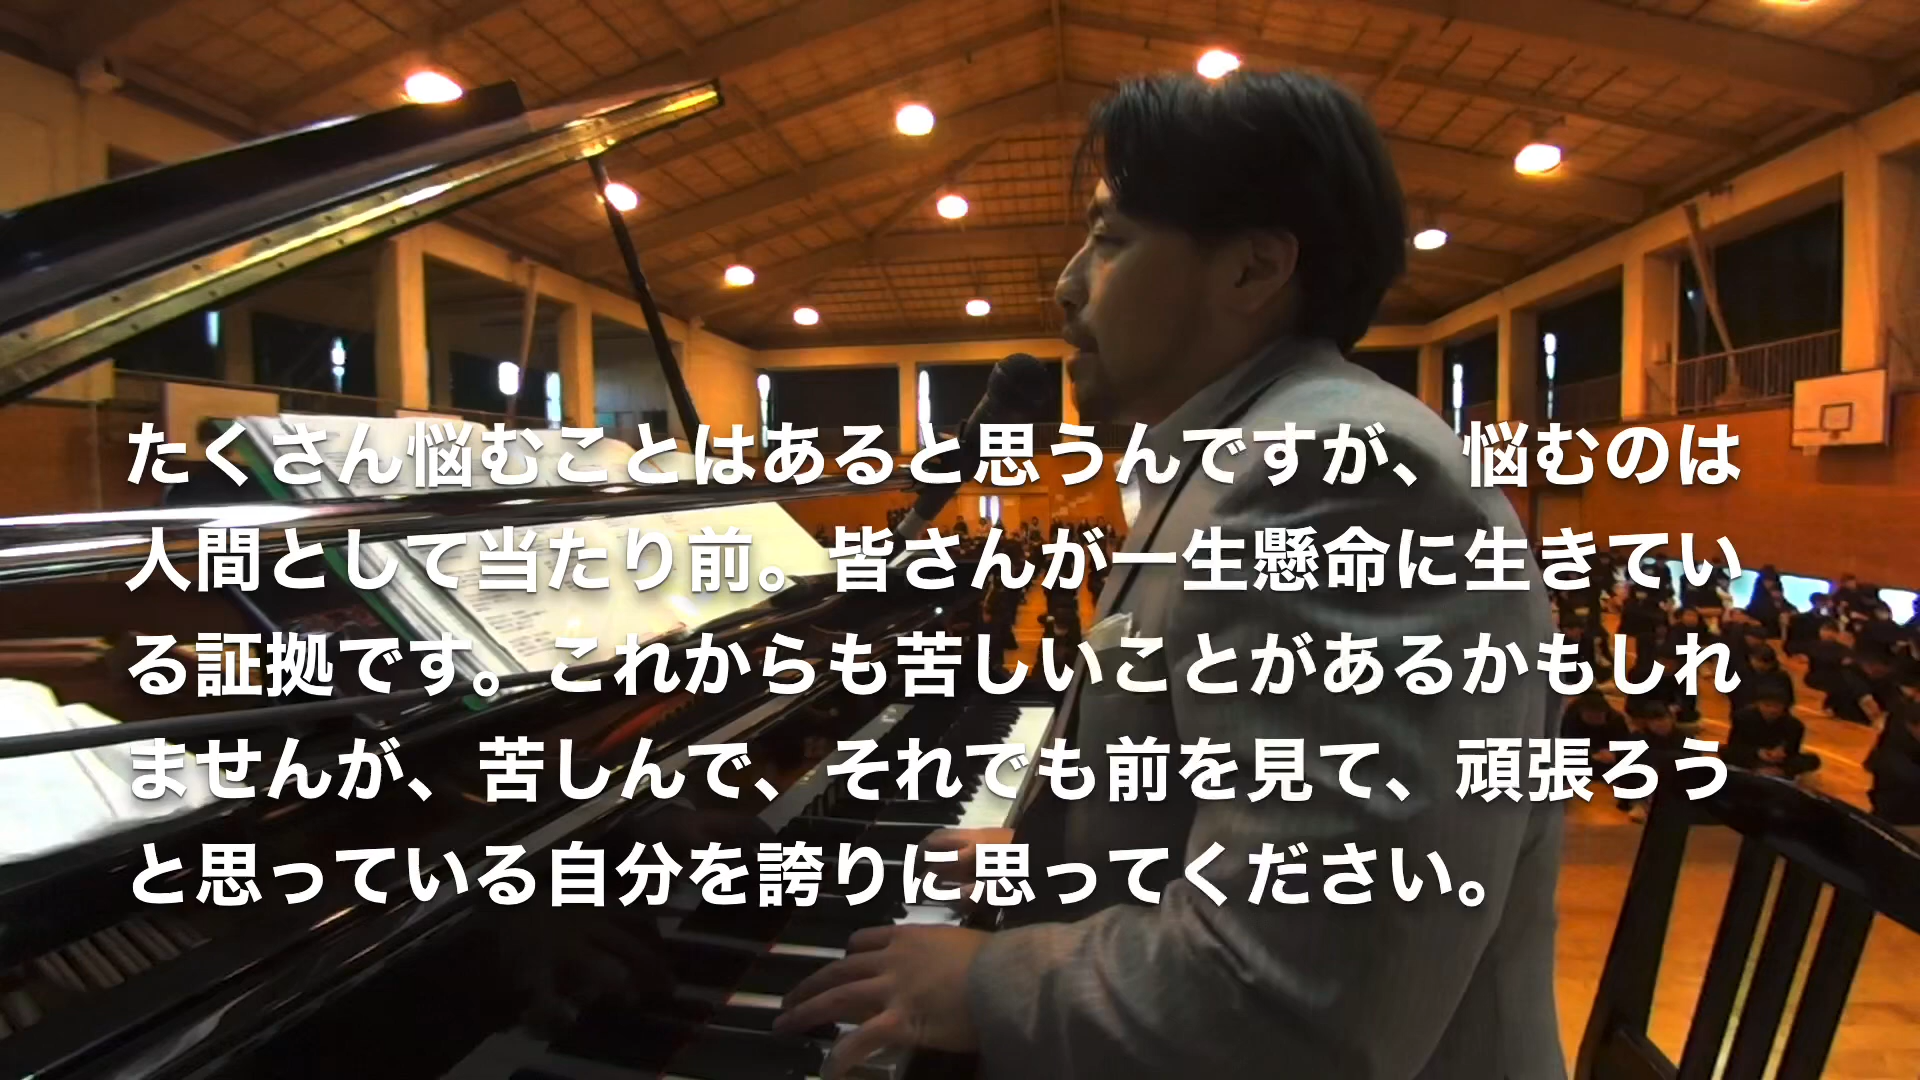 たくさん悩むことはあると思うんですが、悩むのは
人間として当たり前。皆さんが一生懸命に生きてい
る証拠です。これからも苦しいことがあるかもしれ
ませんが、苦しんで、それでも前を見て、頑張ろう
と思っている自分を誇りに思ってください。